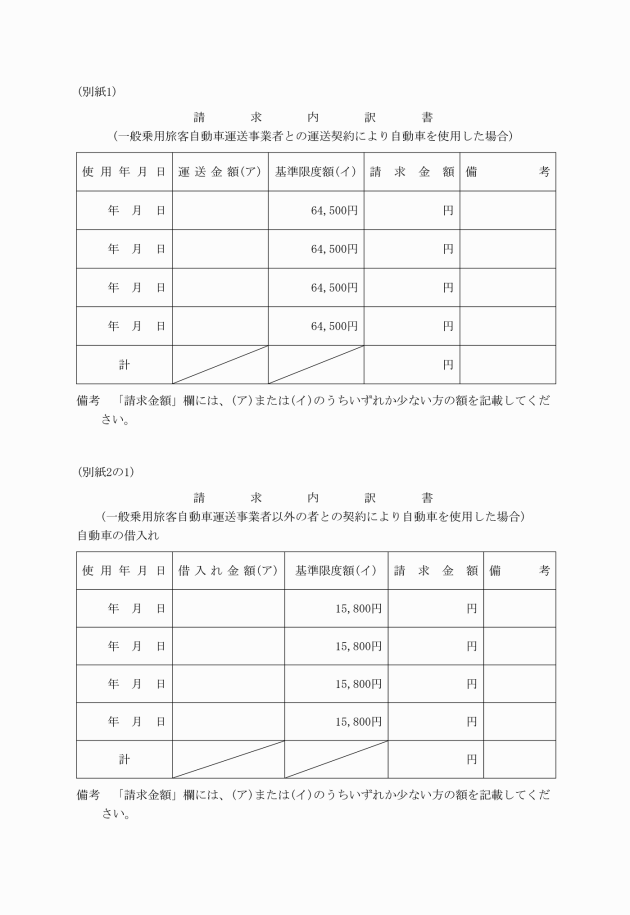 (別紙1)
請求内訳書
(一般乗用旅客自動車運送事業者との運送契約により自動車を使用した場合)
使用年月日 運送金額(ア) 基準限度額(イ) 請求金額 備考
年 月 日 64,500円 円
年 月 日 64,500円 円
年 月 日 64,500円 円
年 月 日 64,500円 円
計 円
備考 「請求金額」欄には、(ア)または(イ)のうちいずれか少ない方の額を記載してくだ
さい。
(別紙2の1)
請求内訳書
(一般乗用旅客自動車運送事業者以外の者との契約により自動車を使用した場合)
自動車の借入れ
使用年月日 借入れ金額(ア) 基準限度額(イ) 請求金額 備考
年 月 日 15,800円 円
年 月 日 15,800円 円
年 月 日 15,800円 円
年 月 日 15,800円 円
計 円
備考 「請求金額」欄には、(ア)または(イ)のうちいずれか少ない方の額を記載してくだ
さい。